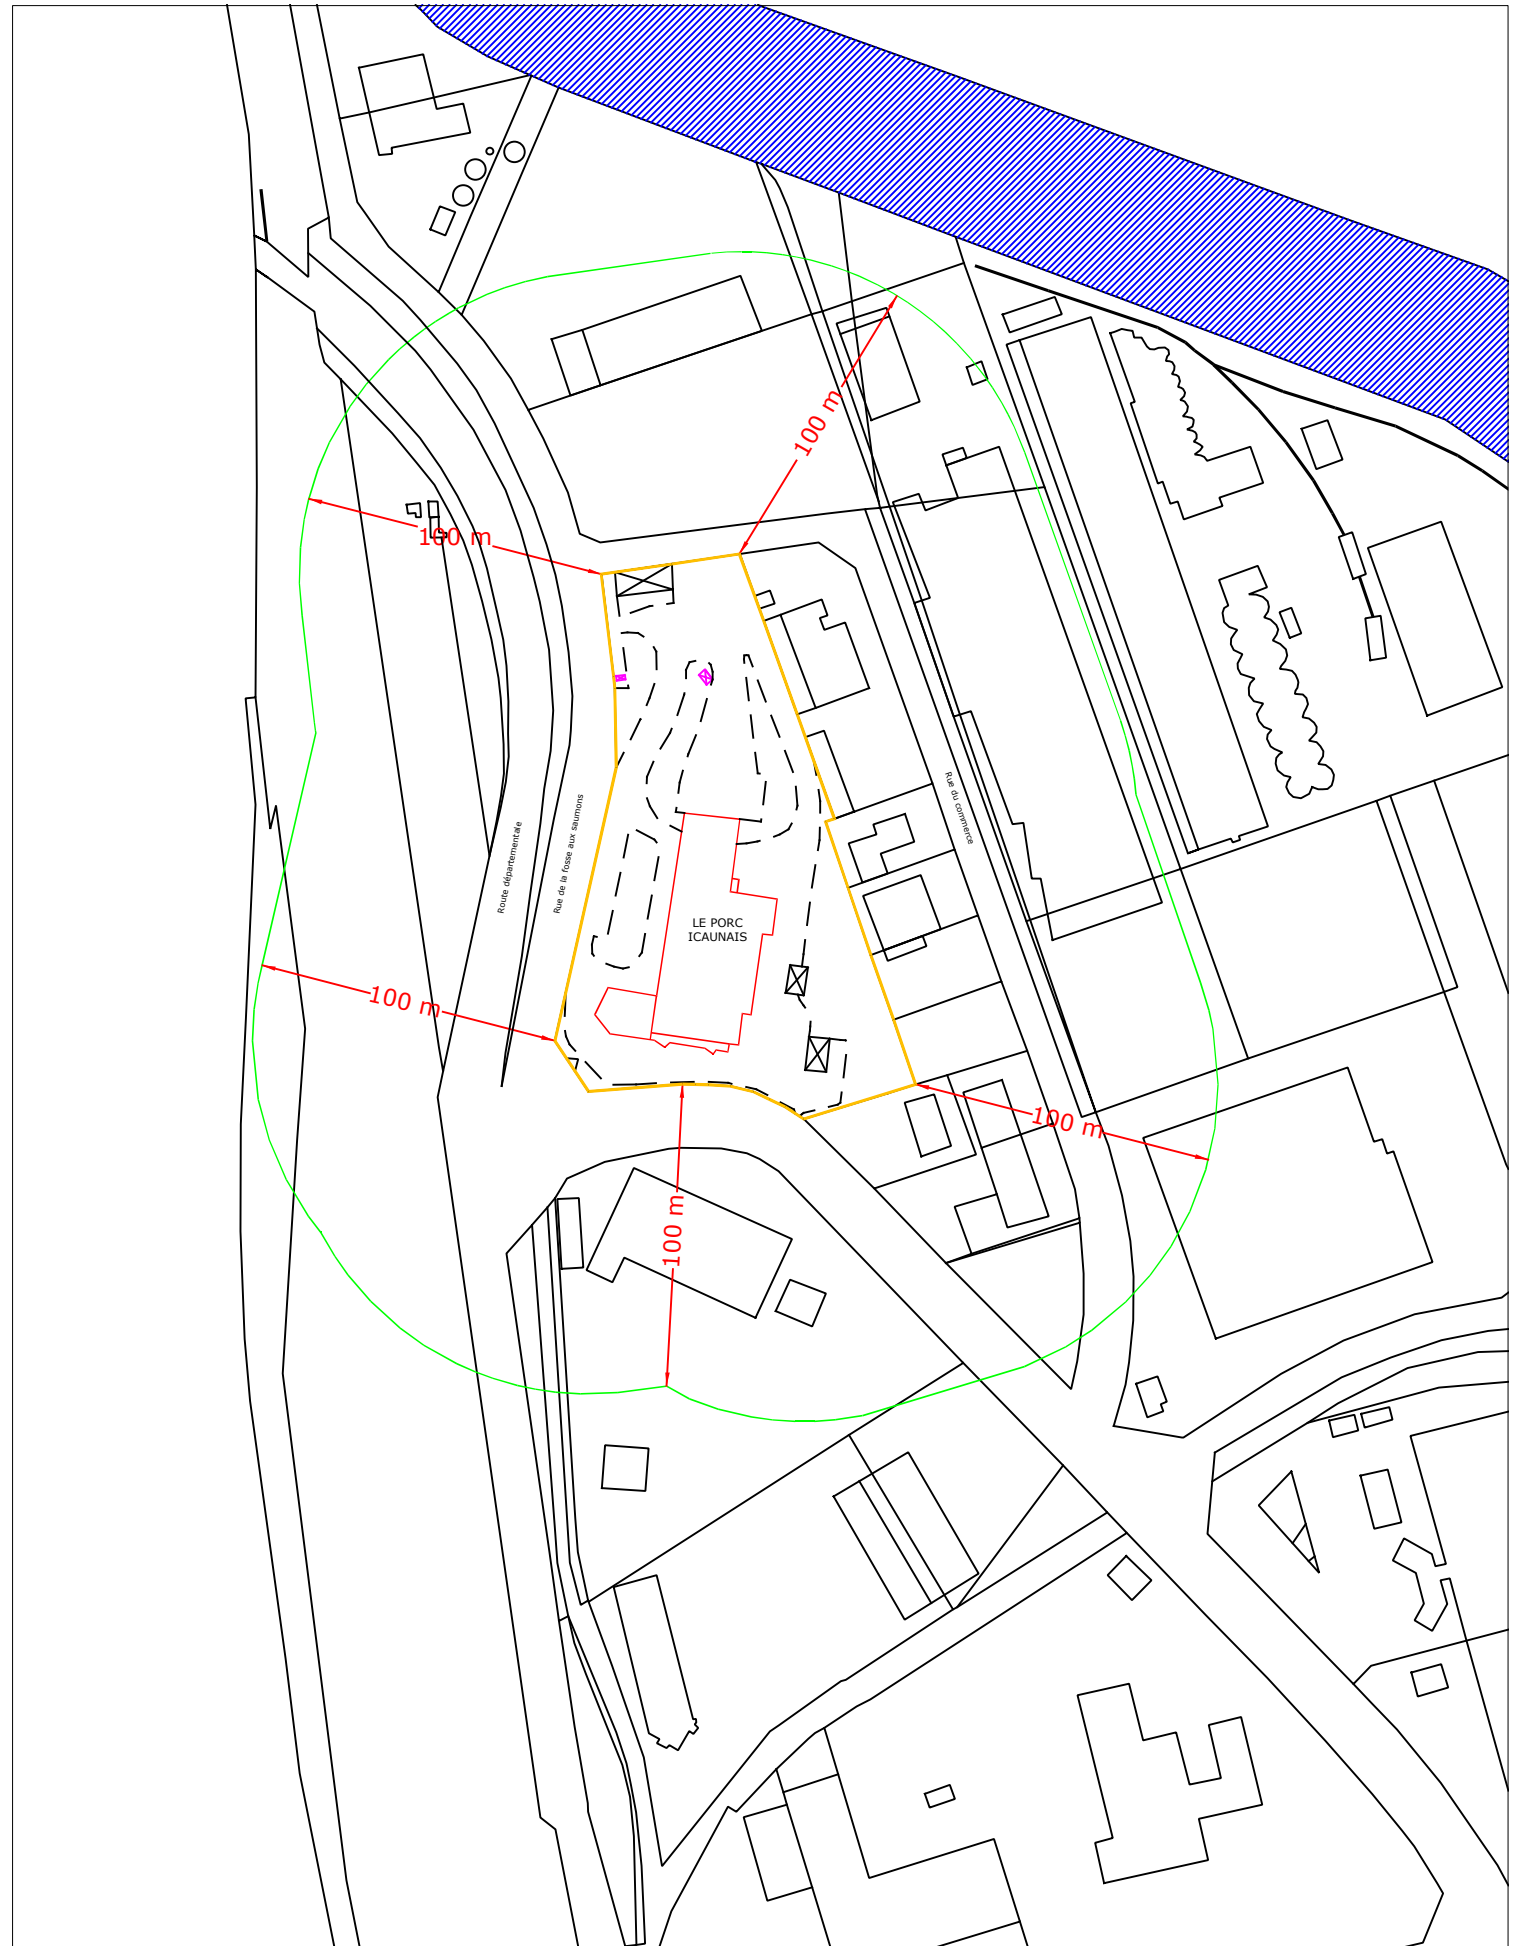 100 m
100 m
Rue du commerce
Route départementale
Rue de la fosse aux saumons
LE PORC
ICAUNAIS
100 m
100 m
100 m